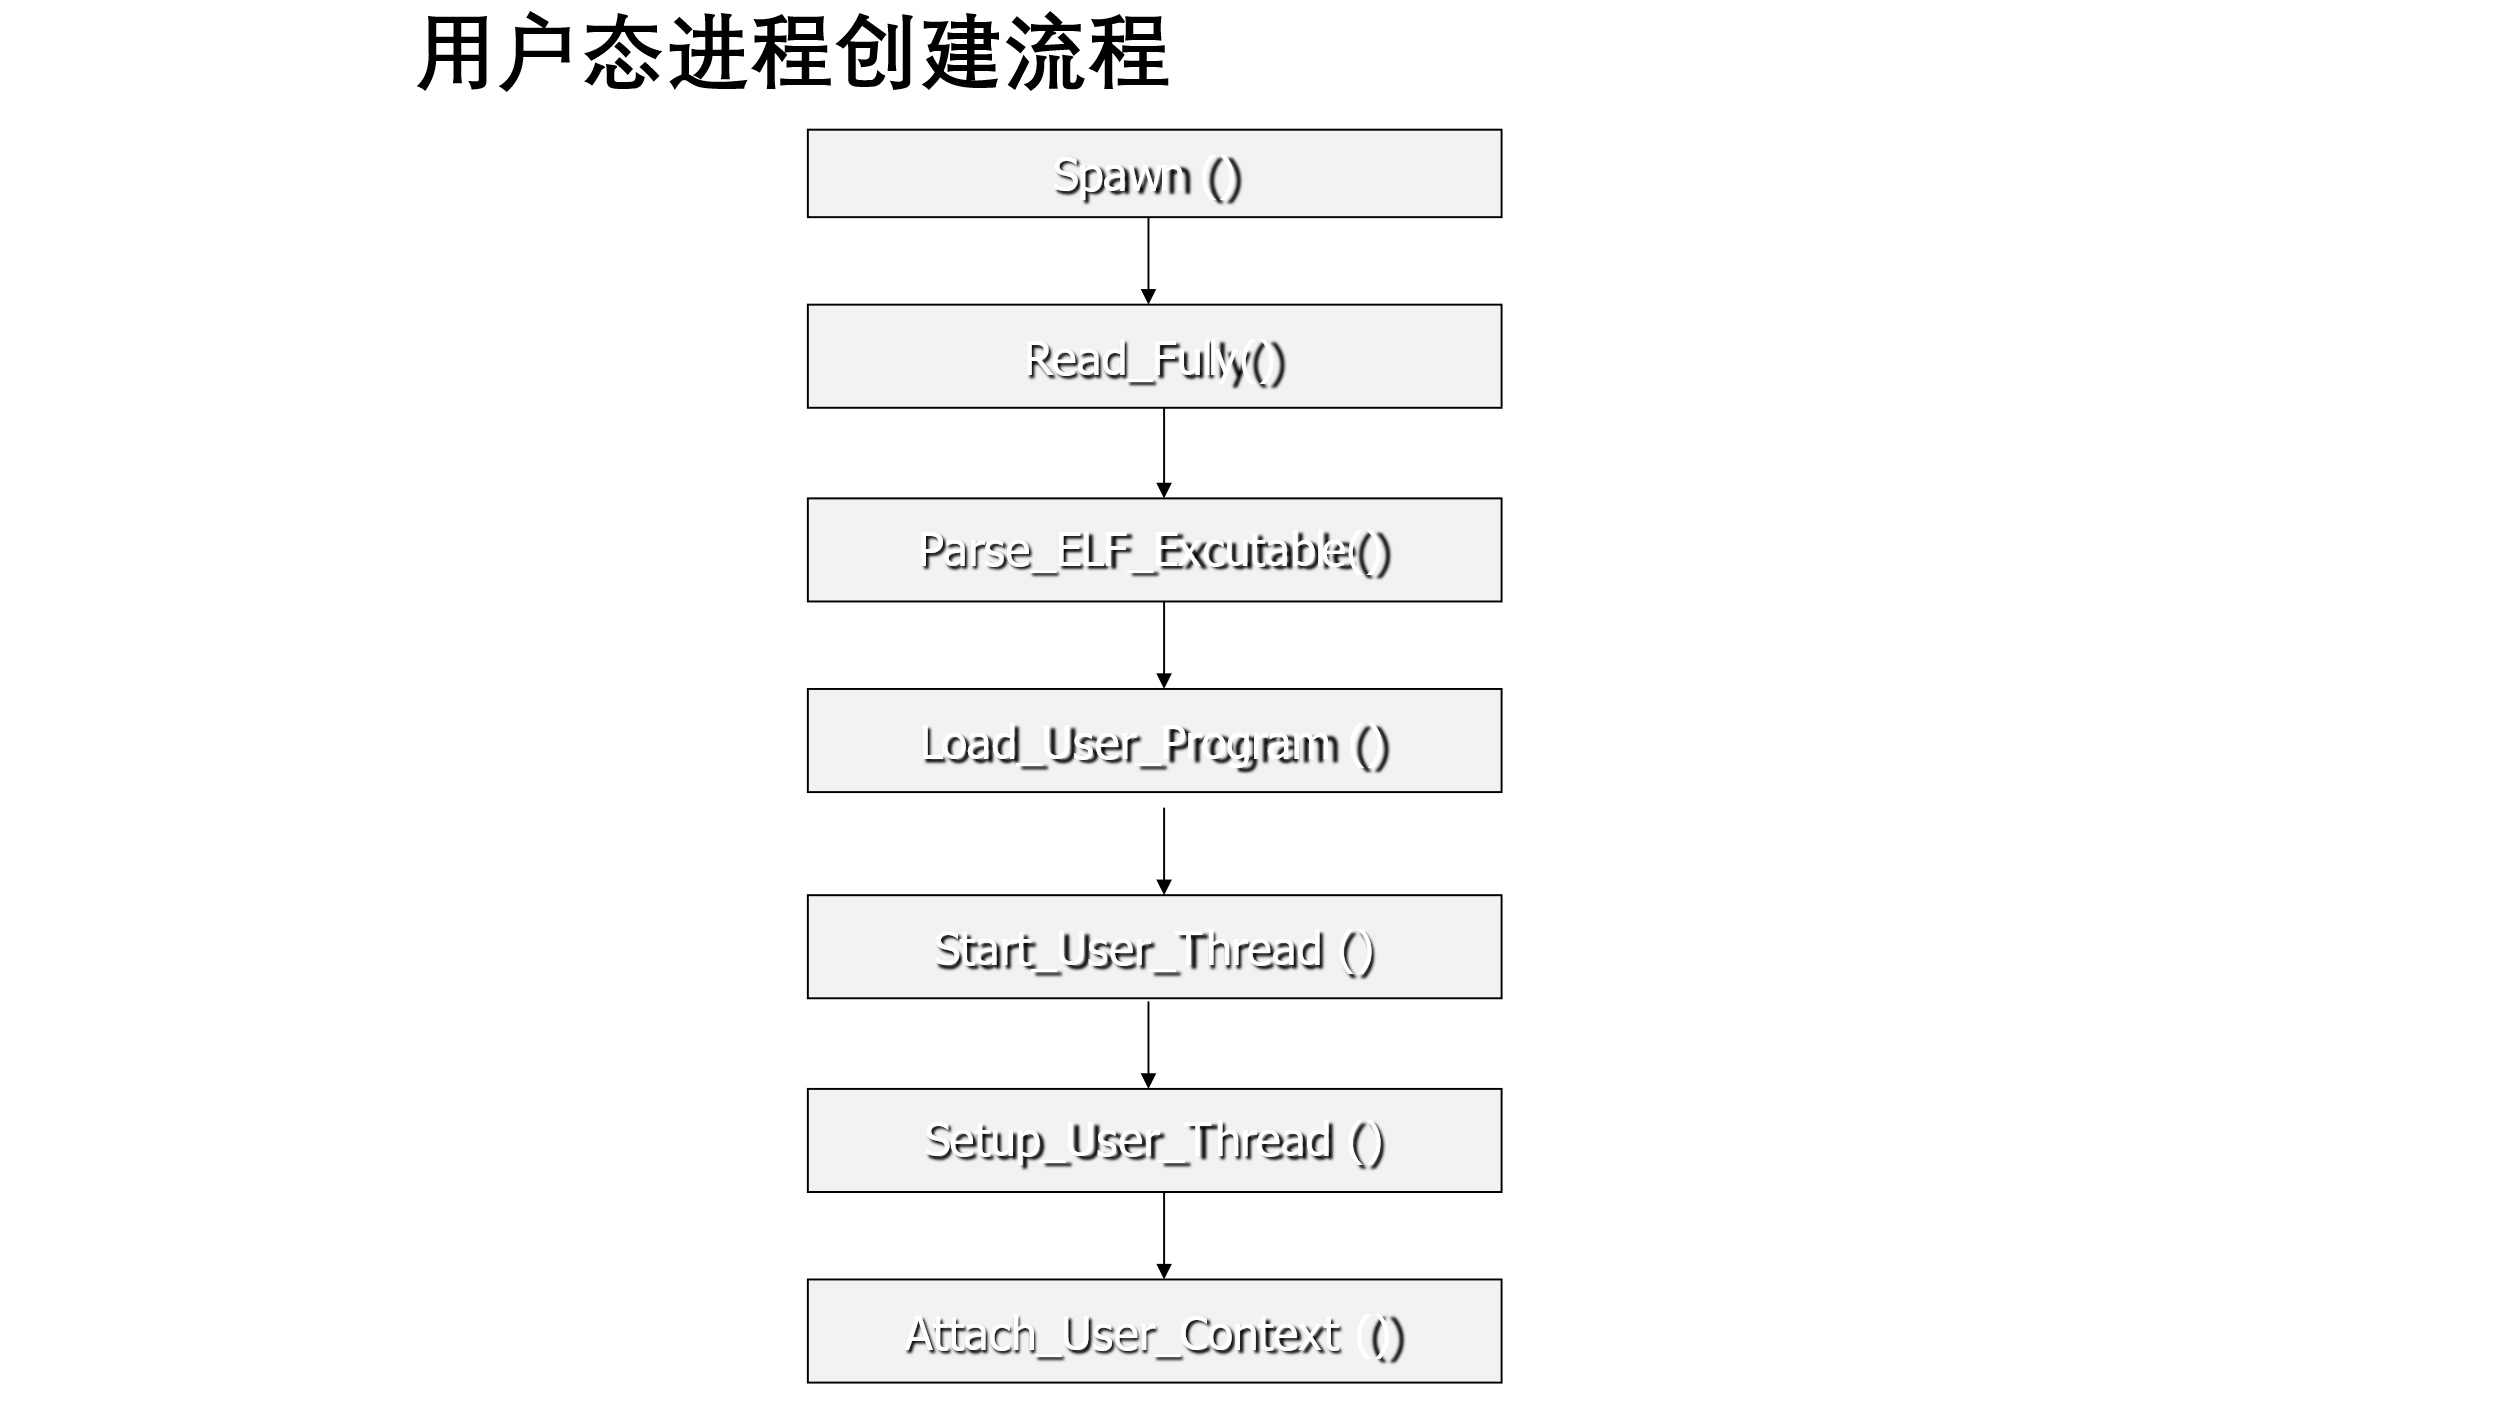 用户态进程创建流程
Spawn ()
Read_Fully()
Parse_ELF_Excutable()
Load_User_Program ()
Start_User_Thread ()
Setup_User_Thread ()
Attach_User_Context ()